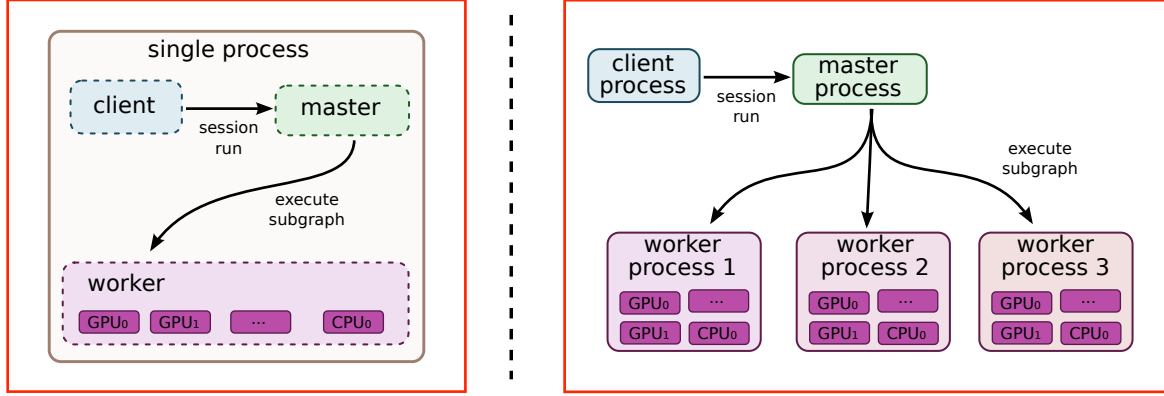 single process
client
master
session
run
execute
subgraph
worker
GPU₀
GPU₁
...
CPU₀
client
process
master
process
session
run
execute
subgraph
worker
process 1
GPU₀
...
GPU₁
CPU₀
worker
process 2
GPU₀
...
GPU₁
CPU₀
worker
process 3
GPU₀
...
GPU₁
CPU₀